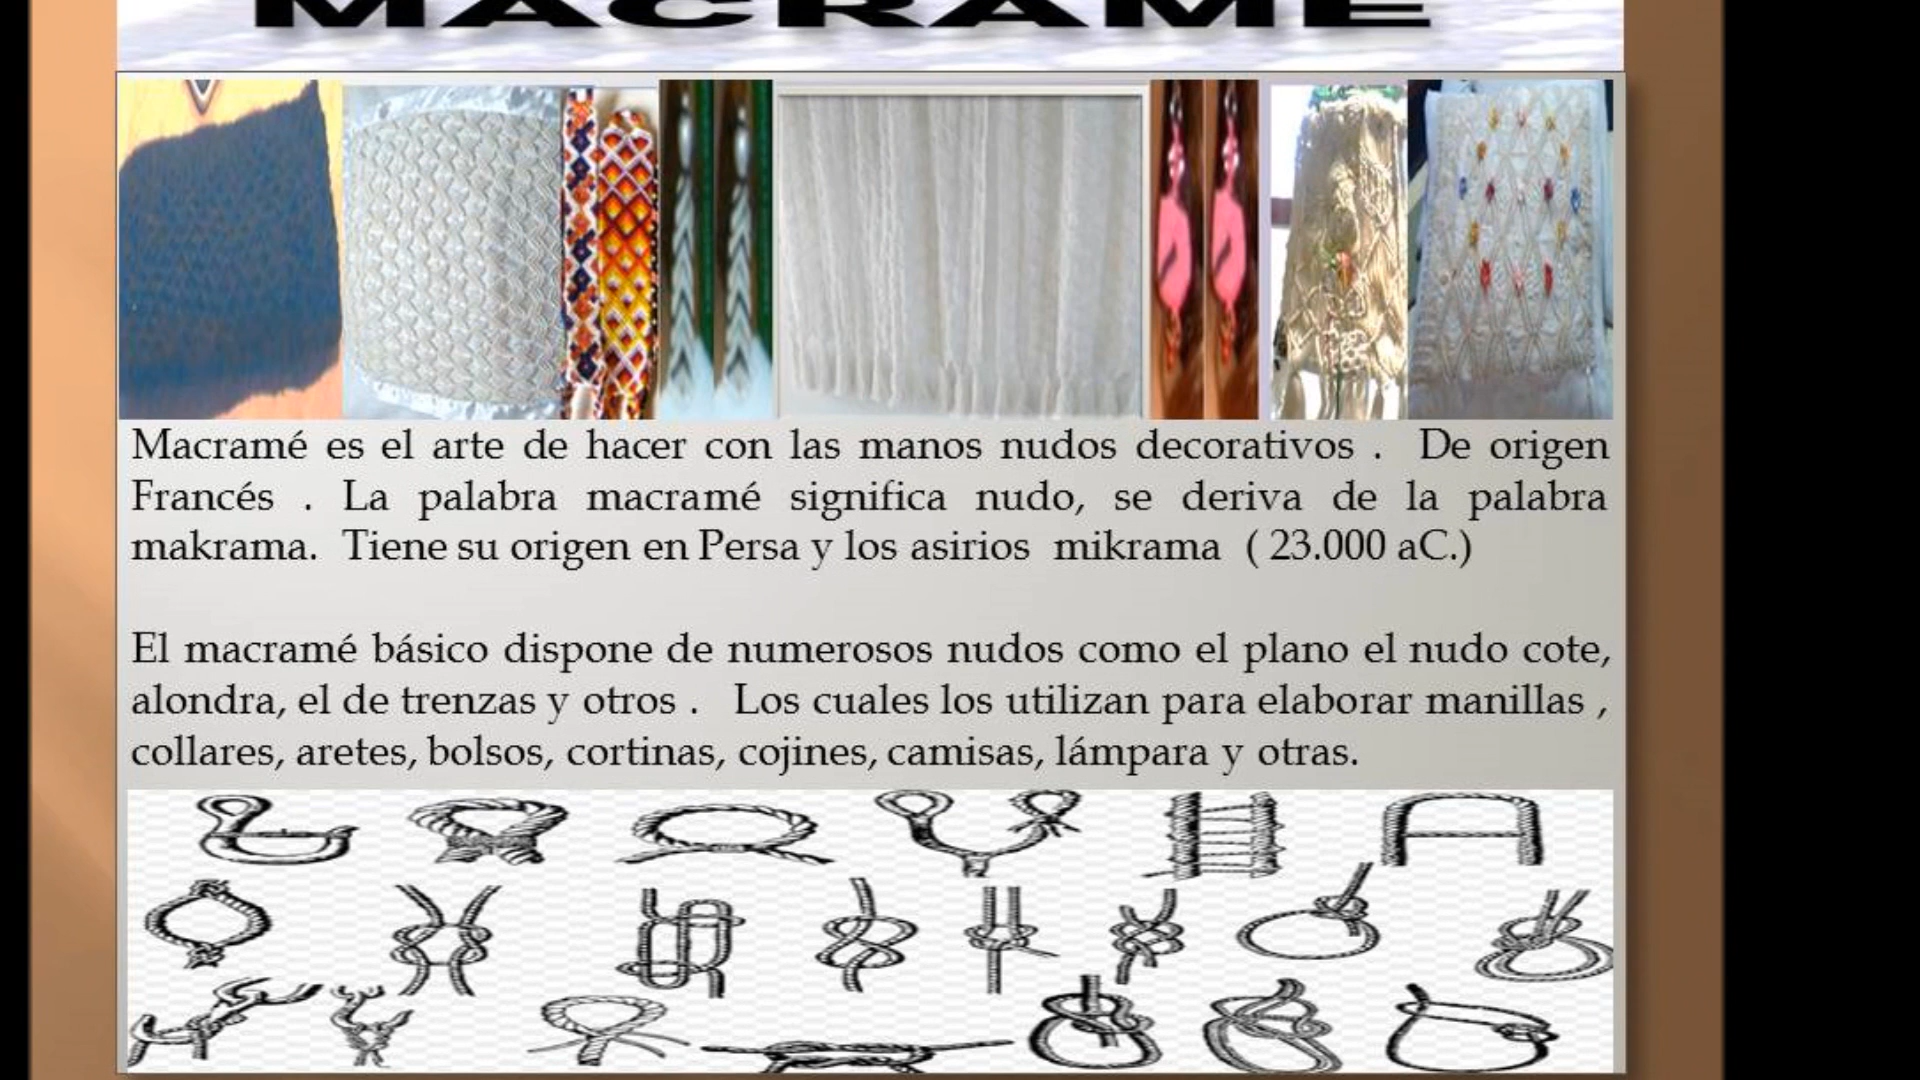 MACRAME
Macramé es el arte de hacer con las manos nudos decorativos . De origen
Francés . La palabra macramé significa nudo, se deriva de la palabra
makrama. Tiene su origen en Persa y los asirios mikrama ( 23.000 aC.)
El macramé básico dispone de numerosos nudos como el plano el nudo cote,
alondra, el de trenzas y otros . Los cuales los utilizan para elaborar manillas ,
collares, aretes, bolsos, cortinas, cojines, camisas, lámpara y otras.